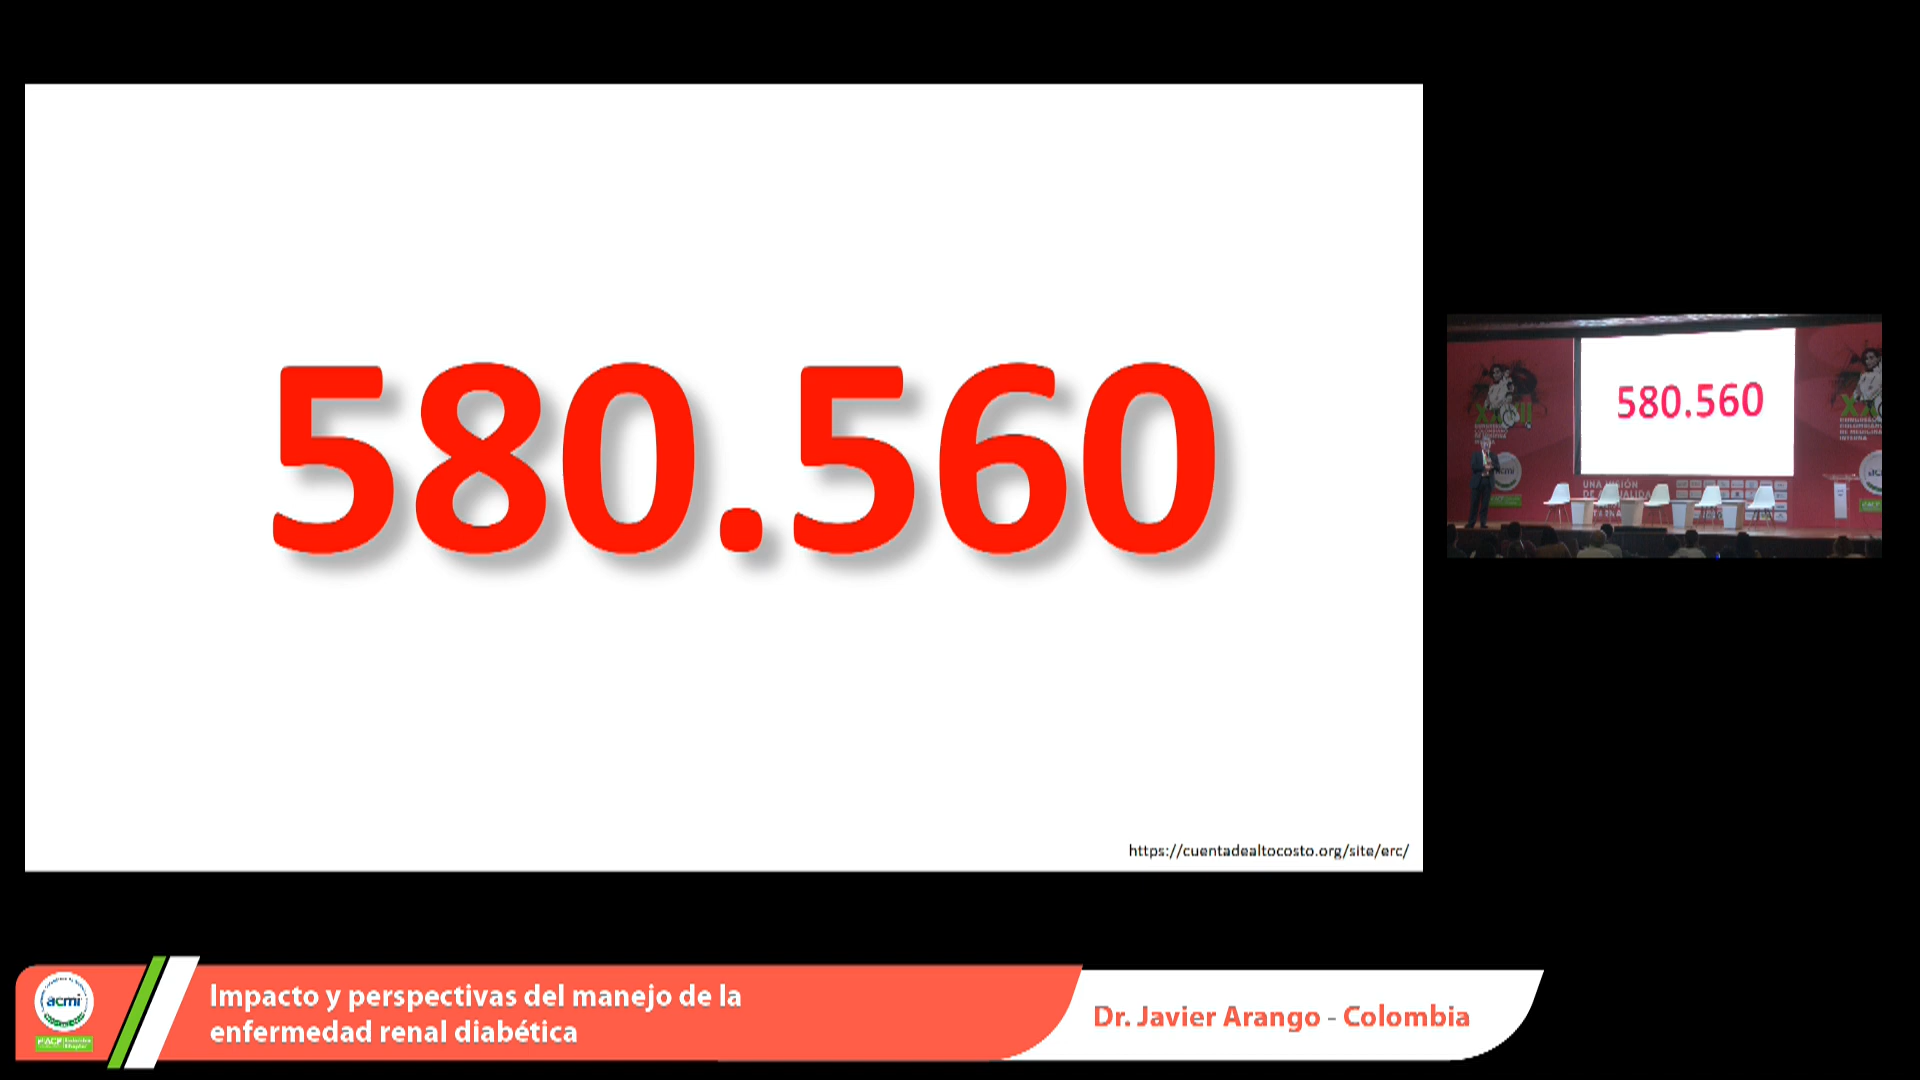 580.560
https://cuentadealtocosto.org/site/erc/
580.560
acmi
Impacto y perspectivas del manejo de la
enfermedad renal diabética
Dr. Javier Arango - Colombia